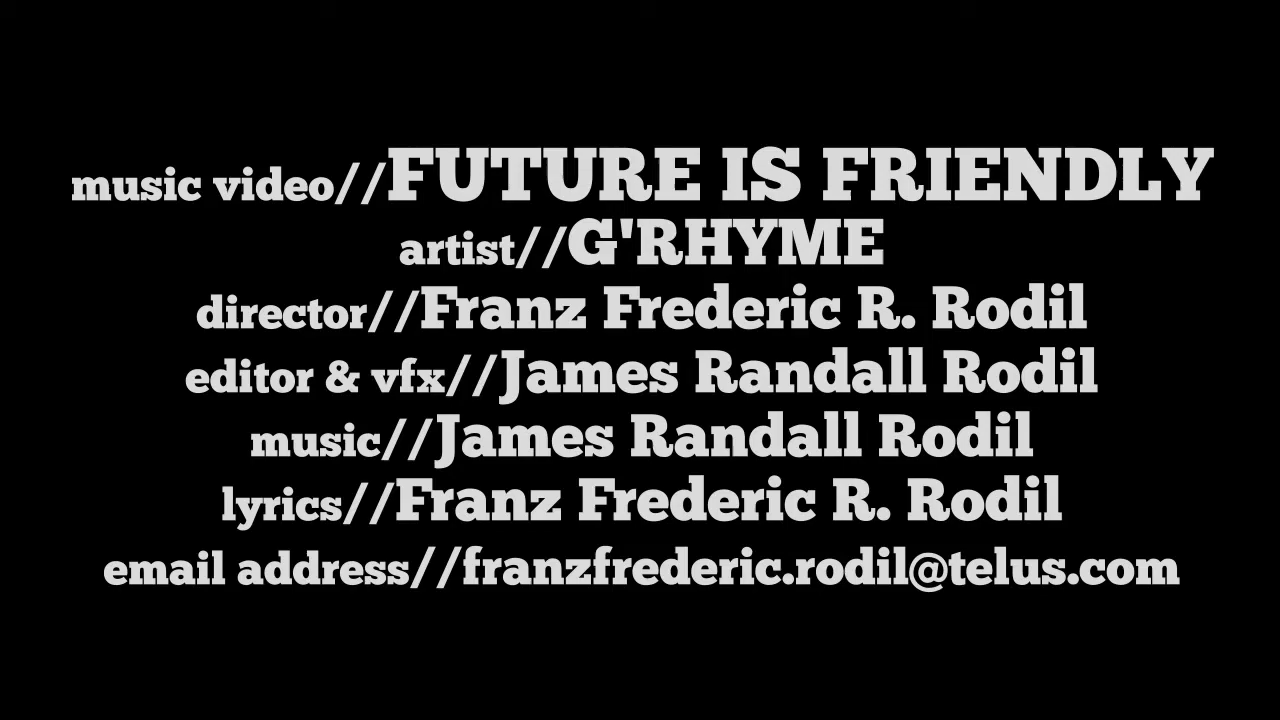 music video//FUTURE IS FRIENDLY
artist//G'RHYME
director//Franz Frederic R. Rodil
editor & vfx//James Randall Rodil
music//James Randall Rodil
lyrics//Franz Frederic R. Rodil
email address//franzfrederic.rodil@telus.com